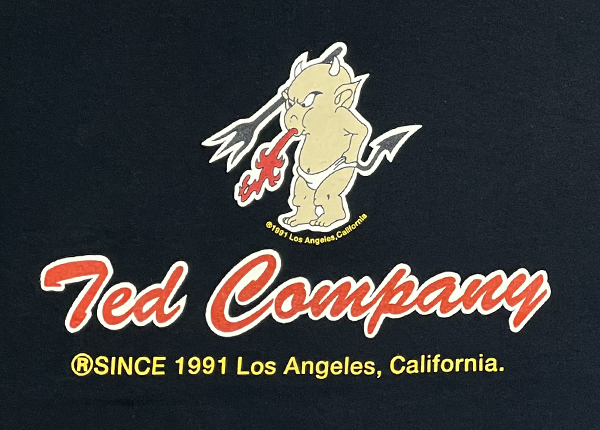 ®1991 Los Angeles,California
Ted Company
®SINCE 1991 Los Angeles, California.